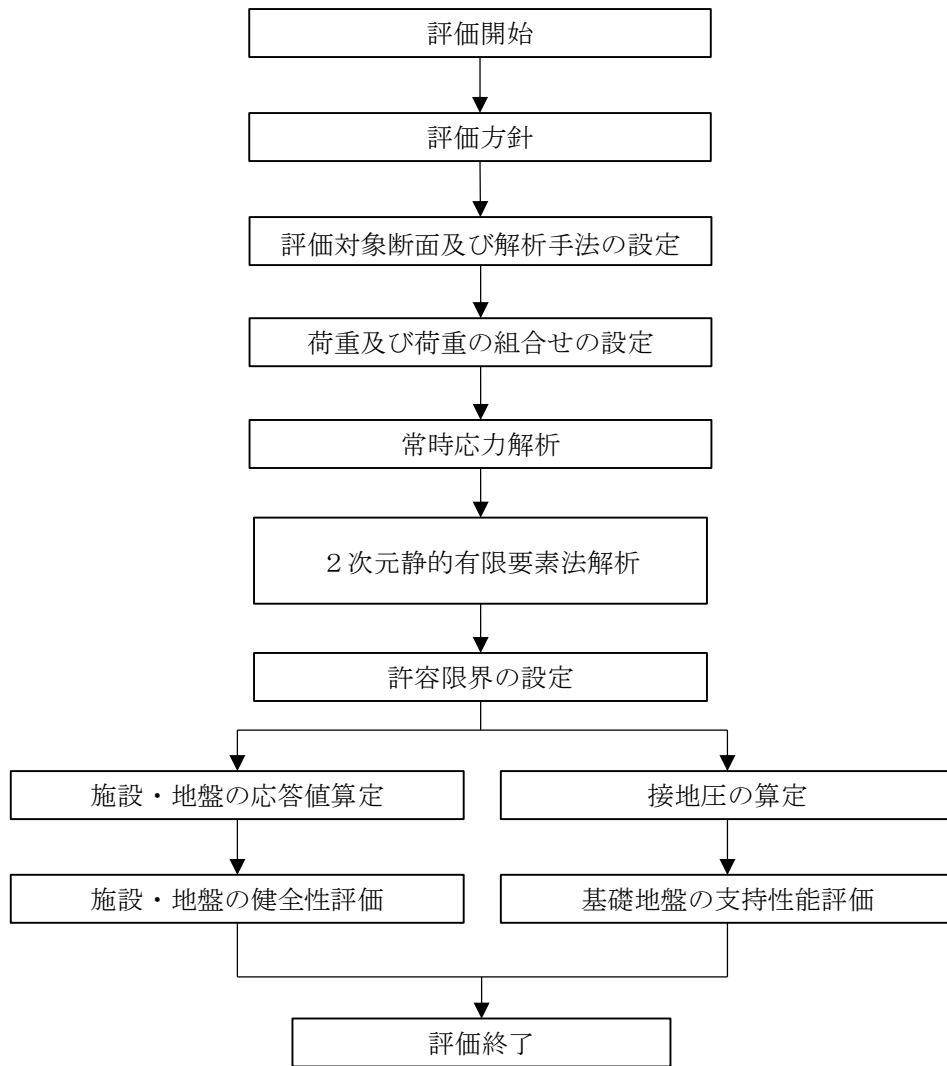 評価開始
評価方針
評価対象断面及び解析手法の設定
荷重及び荷重の組合せの設定
常時応力解析
２次元静的有限要素法解析
許容限界の設定
施設・地盤の応答値算定
接地圧の算定
施設・地盤の健全性評価
基礎地盤の支持性能評価
評価終了